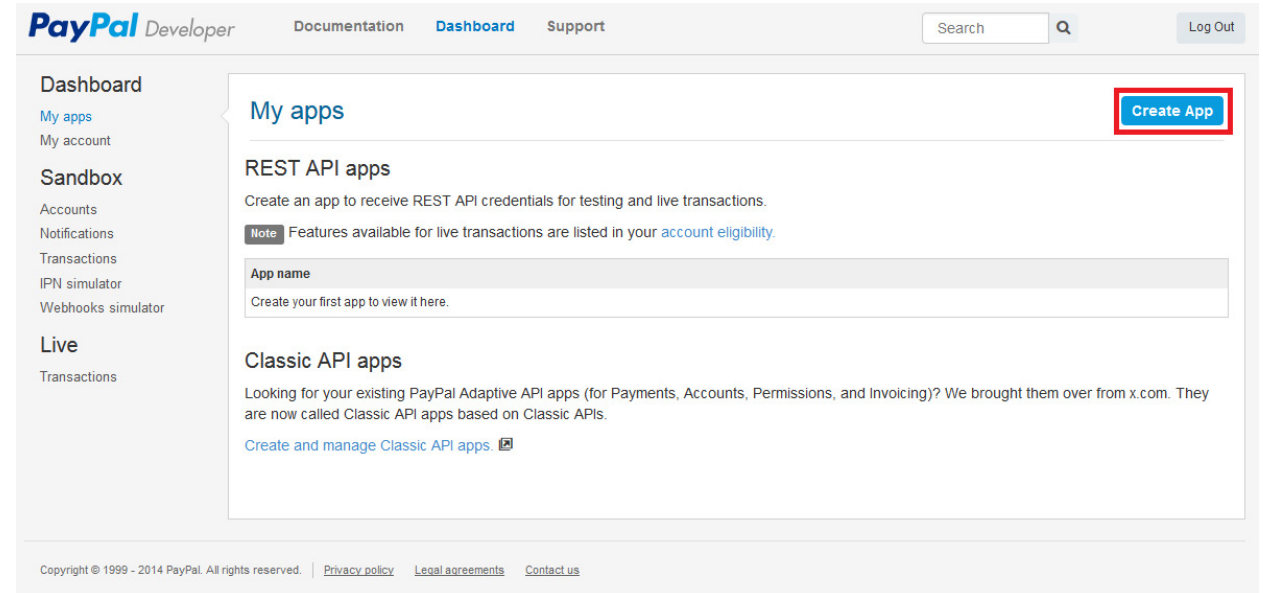 PayPal Developer
Documentation Dashboard Support
Search
Log Out
Dashboard
My apps
My account
Sandbox
Accounts
Notifications
Transactions
IPN simulator
Webhooks simulator
Live
Transactions
My apps
Create App
REST API apps
Create an app to receive REST API credentials for testing and live transactions.
Note Features available for live transactions are listed in your account eligibility.
App name
Create your first app to view it here.
Classic API apps
Looking for your existing PayPal Adaptive API apps (for Payments, Accounts, Permissions, and Invoicing)? We brought them over from x.com. They
are now called Classic API apps based on Classic APIs.
Create and manage Classic API apps.
Copyright © 1999 - 2014 PayPal. All rights reserved. | Privacy policy Legal agreements Contact us